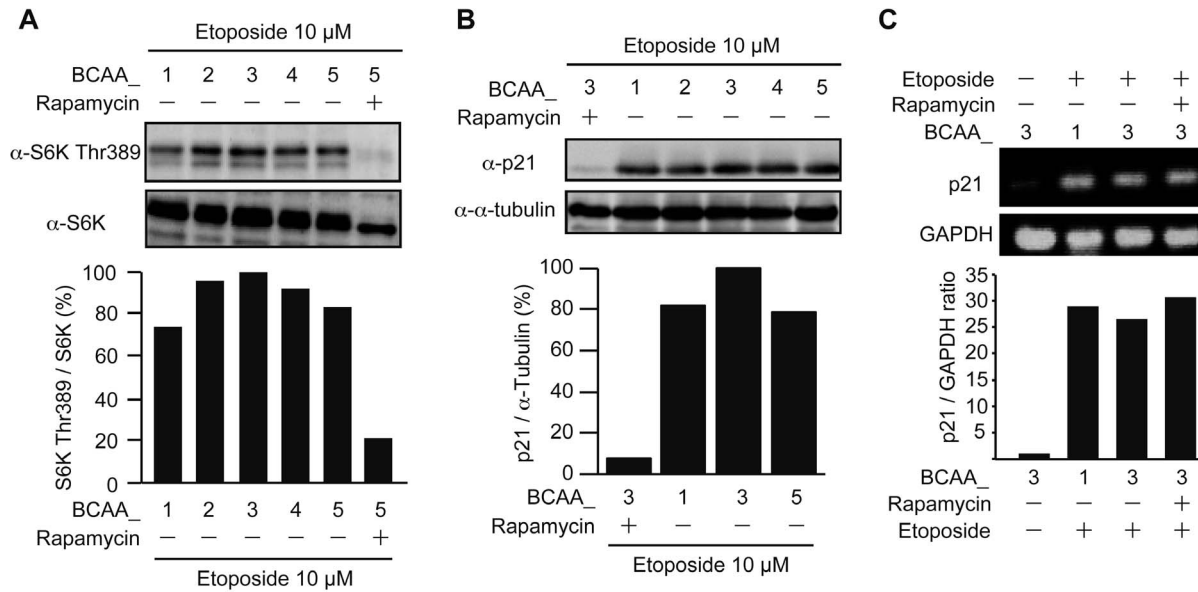 A
Etoposide 10 μM
BCAA_ 1 2 3 4 5 5
Rapamycin − − − − − +
α-S6K Thr389
α-S6K
S6K Thr389 / S6K (%)
100
80
60
40
20
0
BCAA_ 1 2 3 4 5 5
Rapamycin − − − − − +
Etoposide 10 μM
B
Etoposide 10 μM
BCAA_ 3 1 2 3 4 5
Rapamycin + − − − − −
α-p21
α-α-tubulin
p21 / α-Tubulin (%)
100
80
60
40
20
0
BCAA_ 3 1 3 5
Rapamycin + − − −
Etoposide 10 μM
C
Etoposide − + + +
Rapamycin − − − +
BCAA_ 3 1 3 3
p21
GAPDH
p21 / GAPDH ratio
35
30
25
20
15
10
5
BCAA_ 3 1 3 3
Rapamycin − − − +
Etoposide − + + +